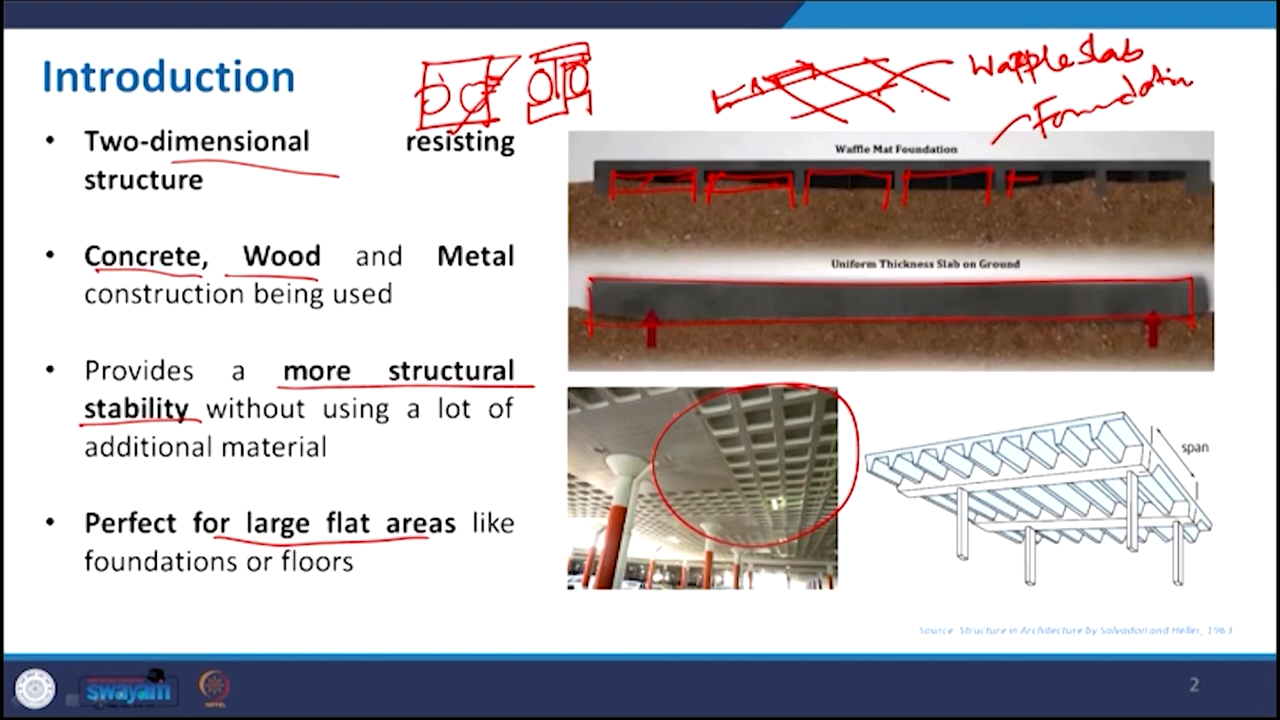 Introduction
Waffle Slab
Foundation
• Two-dimensional resisting
structure
• Concrete, Wood and Metal
construction being used
• Provides a more structural
stability without using a lot of
additional material
• Perfect for large flat areas like
foundations or floors
Waffle Mat Foundation
Uniform Thickness Slab on Ground
span
Source: Structure in Architecture by Salvadori and Heller, 1963
swayam
2